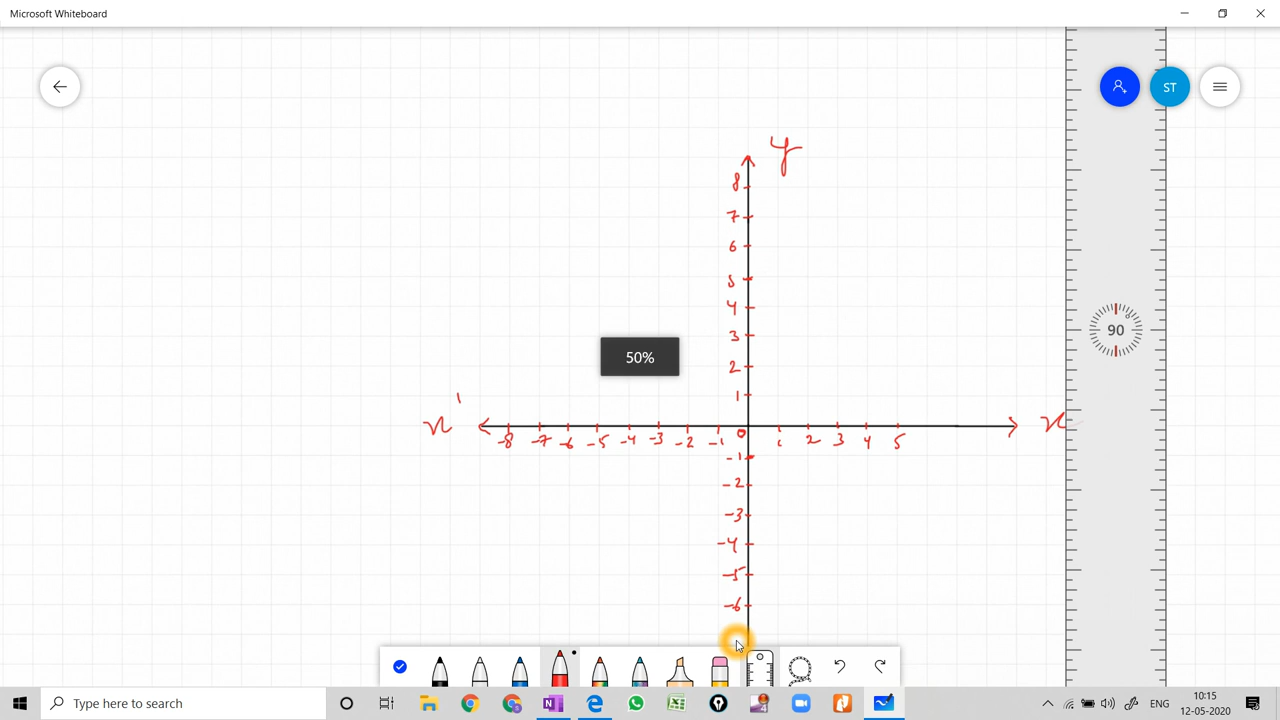 Microsoft Whiteboard
ST
y
8
7
6
5
4
3
2
1
50%
90°
x'
x
-8 -7 -6 -5 -4 -3 -2 -1 0 1 2 3 4 5
-1
-2
-3
-4
-5
-6
Type here to search
ENG
10:15
12-05-2020